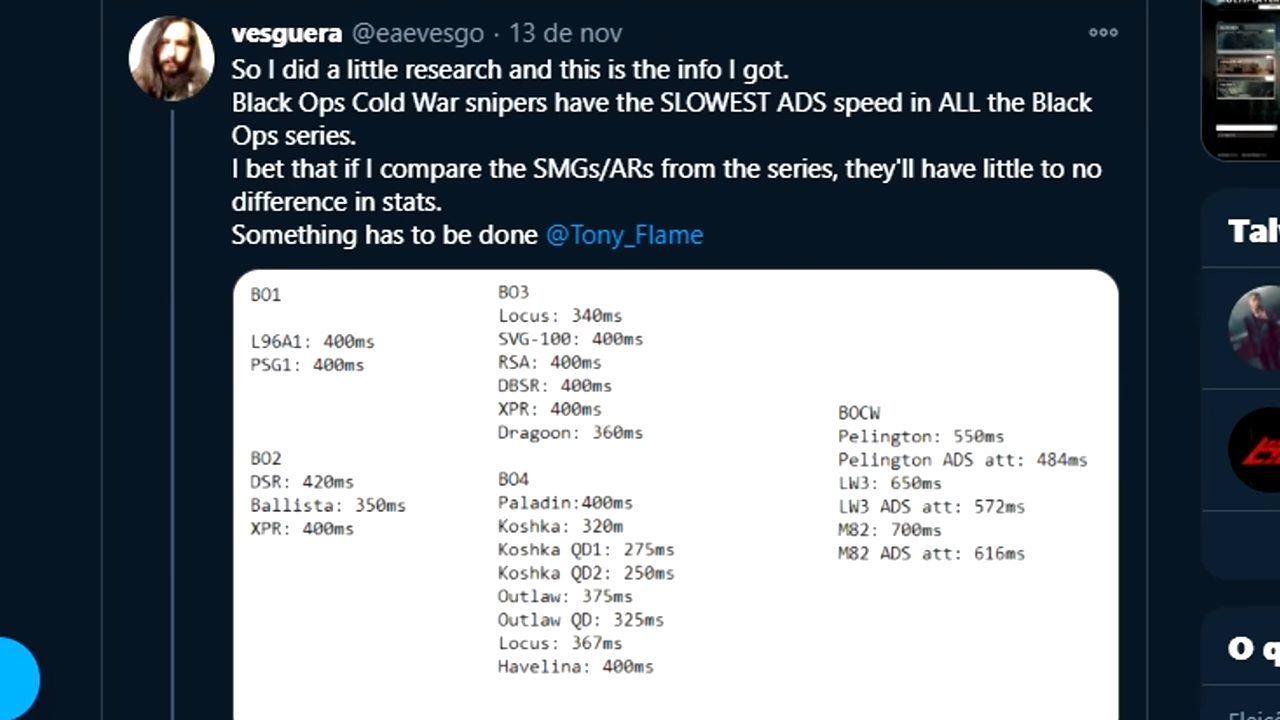 vesguera @eaevesgo · 13 de nov
So I did a little research and this is the info I got.
Black Ops Cold War snipers have the SLOWEST ADS speed in ALL the Black
Ops series.
I bet that if I compare the SMGs/ARs from the series, they'll have little to no
difference in stats.
Something has to be done @Tony_Flame
BO1
L96A1: 400ms
PSG1: 400ms
BO2
DSR: 420ms
Ballista: 350ms
XPR: 400ms
BO3
Locus: 340ms
SVG-100: 400ms
RSA: 400ms
DBSR: 400ms
XPR: 400ms
Dragoon: 360ms
BO4
Paladin:400ms
Koshka: 320m
Koshka QD1: 275ms
Koshka QD2: 250ms
Outlaw: 375ms
Outlaw QD: 325ms
Locus: 367ms
Havelina: 400ms
BOCW
Pelington: 550ms
Pelington ADS att: 484ms
LW3: 650ms
LW3 ADS att: 572ms
M82: 700ms
M82 ADS att: 616ms
O q